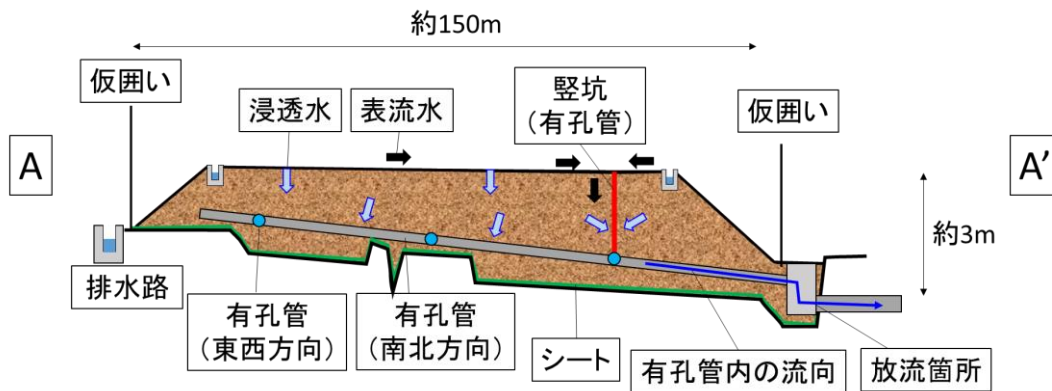 約150m
仮囲い
浸透水
表流水
竪坑
(有孔管)
仮囲い
A
A'
約3m
排水路
有孔管
(東西方向)
有孔管
(南北方向)
シート
有孔管内の流向
放流箇所